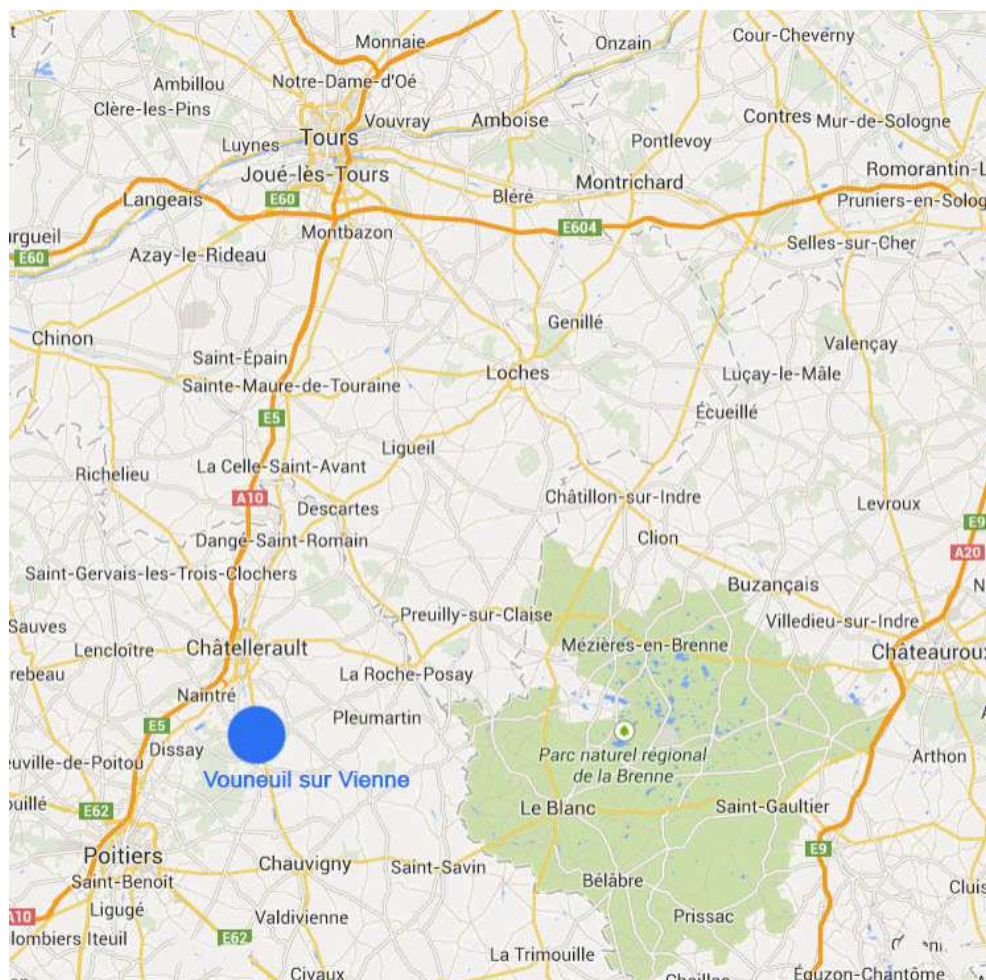 Monnaie
Onzain
Cour-Cheverny
Ambillou
Notre-Dame-d'Oé
Clère-les-Pins
Vouvray
Amboise
Contres
Mur-de-Sologne
Luynes
Tours
Pontlevoy
Joué-lès-Tours
Montrichard
Romorantin-L
Langeais
E60
Bléré
Pruniers-en-Solog
E604
rgueil
Montbazon
Selles-sur-Cher
E60
Azay-le-Rideau
Genillé
Chinon
Valençay
Saint-Épain
Loches
Luçay-le-Mâle
Sainte-Maure-de-Touraine
Écueillé
E5
Ligueil
La Celle-Saint-Avant
Richelieu
A10
Châtillon-sur-Indre
Levroux
Descartes
E9
Dangé-Saint-Romain
Clion
A20
Saint-Gervais-les-Trois-Clochers
Buzançais
N
Preuilly-sur-Claise
Sauves
Villedieu-sur-Indre
Lencloître
Châtellerault
Mézières-en-Brenne
Châteauroux
rebeau
La Roche-Posay
Naintré
Pleumartin
E5
Dissay
Parc naturel régional
de la Brenne
Arthon
euville-de-Poitou
Vouneuil sur Vienne
ouillé
E62
Le Blanc
Saint-Gaultier
Poitiers
Chauvigny
Saint-Savin
E9
Saint-Benoît
Bélâbre
Cluis
Ligugé
A10
Valdivienne
Prissac
lombiers
Iteuil
E62
La Trimouille
Civaux
Chaillac
Éguzon-Chantôme